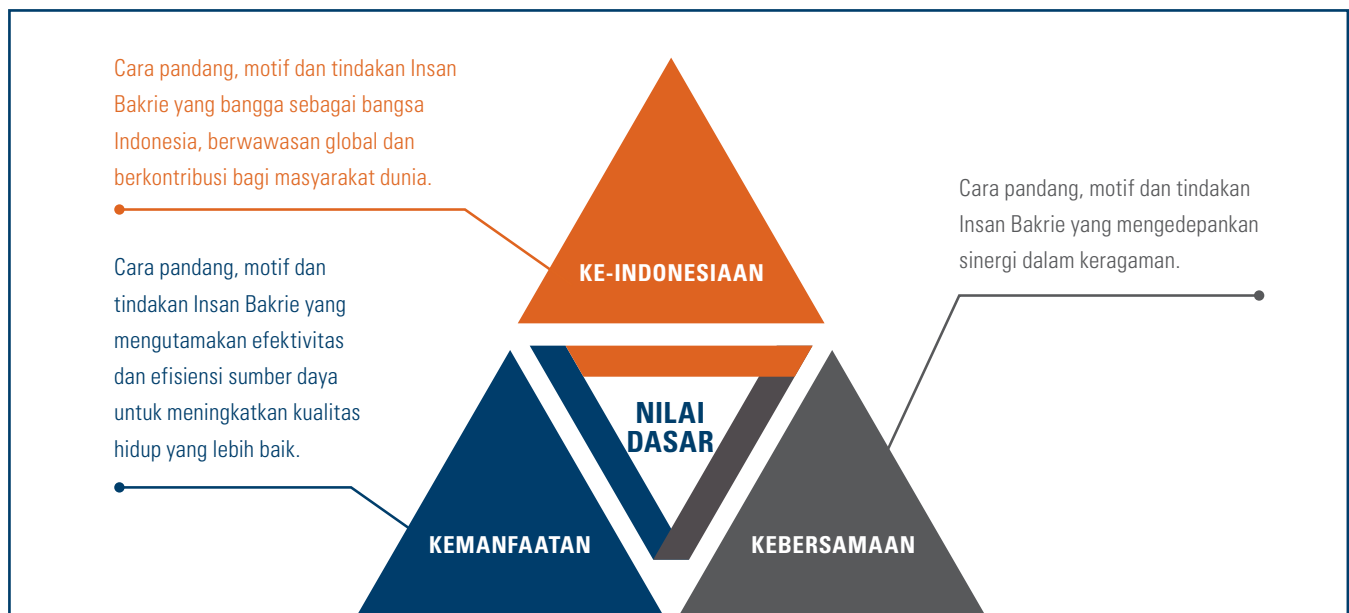 Cara pandang, motif dan tindakan Insan
Bakrie yang bangga sebagai bangsa
Indonesia, berwawasan global dan
berkontribusi bagi masyarakat dunia.
KE-INDONESIAAN
Cara pandang, motif dan tindakan
Insan Bakrie yang mengedepankan
sinergi dalam keragaman.
Cara pandang, motif dan
tindakan Insan Bakrie yang
mengutamakan efektivitas
dan efisiensi sumber daya
untuk meningkatkan kualitas
hidup yang lebih baik.
NILAI
DASAR
KEMANFAATAN
KEBERSAMAAN